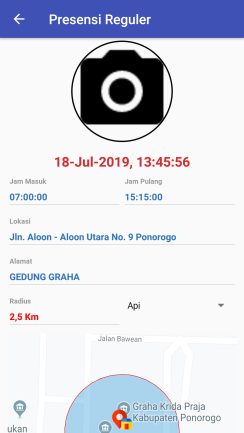 Presensi Reguler
18-Jul-2019, 13:45:56
Jam Masuk Jam Pulang
07:00:00 15:15:00
Lokasi
Jln. Aloon - Aloon Utara No. 9 Ponorogo
Alamat
GEDUNG GRAHA
Radius
2,5 Km Api
Jalan Bawean
Graha Krida Praja
Kabupaten Ponorogo
ukan